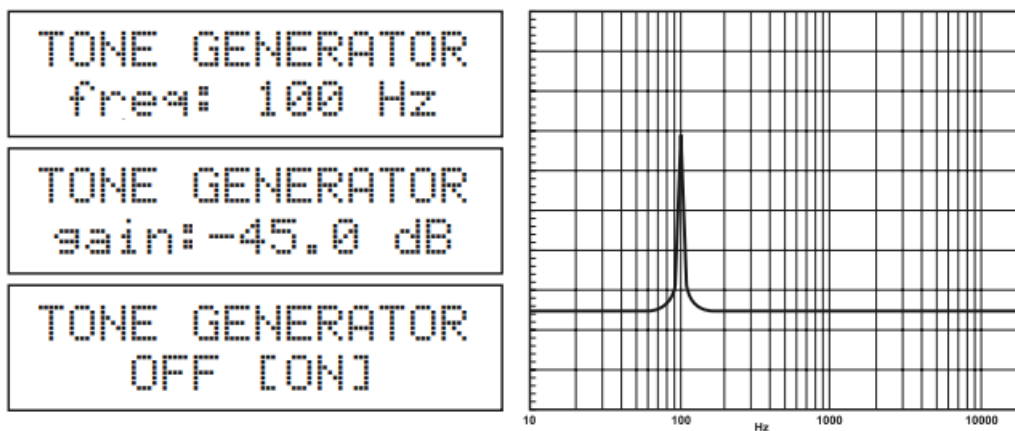 TONE GENERATOR
freq: 100 Hz
TONE GENERATOR
gain:-45.0 dB
TONE GENERATOR
OFF [ON]
10 100 1000 10000
Hz